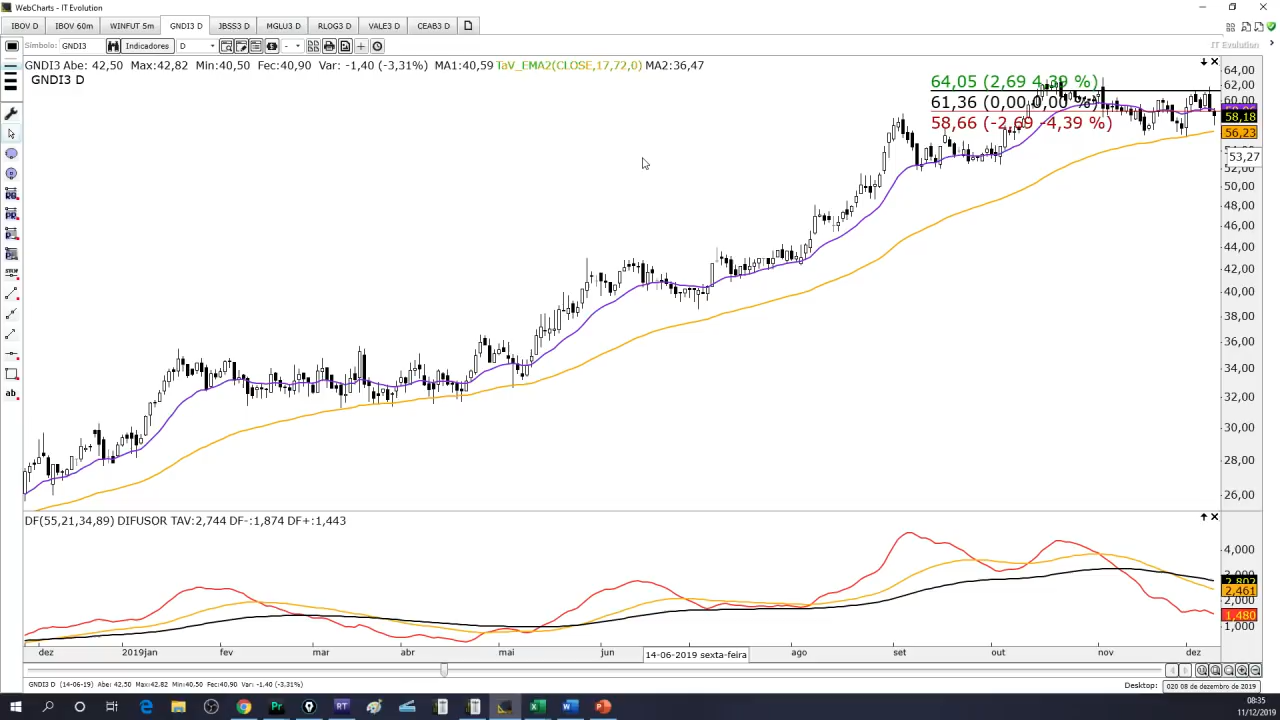 WebCharts - IT Evolution
IBOV D IBOV 60m WINFUT 5m GNDI3 D JBSS3 D MGLU3 D RLOG3 D VALE3 D CEAB3 D
Símbolo: GNDI3 Indicadores D -
IT Evolution
GNDI3 Abe: 42,50 Max:42,82 Min:40,50 Fec:40,90 Var: -1,40 (-3,31%) MA1:40,59 TaV_EMA2(CLOSE,17,72,0) MA2:36,47
GNDI3 D
64,05 (2,69 4,39 %)
61,36 (0,00 0,00 %)
58,66 (-2,69 -4,39 %)
64,00
62,00
60,00
58,18
56,23
53,27
52,00
50,00
48,00
46,00
44,00
42,00
40,00
38,00
36,00
34,00
32,00
30,00
28,00
26,00
DF(55,21,34,89) DIFUSOR TAV:2,744 DF-:1,874 DF+:1,443
4,000
2,461
2,000
1,480
1,000
dez 2019jan fev mar abr mai jun 14-06-2019 sexta-feira ago set out nov dez
GNDI3 D (14-06-19) Abe: 42.50 Max:42.82 Min:40.50 Fec:40.90 Var: -1,40 (-3.31%)
Desktop: 020 08 de dezembro de 2019
08:35
11/12/2019